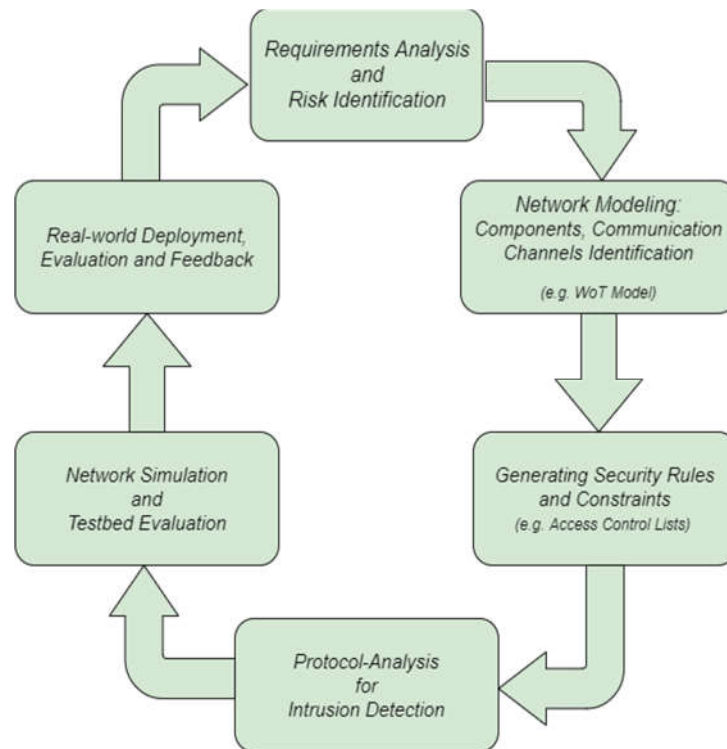 Requirements Analysis
and
Risk Identification
Network Modeling:
Components, Communication
Channels Identification
(e.g. WoT Model)
Generating Security Rules
and Constraints
(e.g. Access Control Lists)
Protocol-Analysis
for
Intrusion Detection
Network Simulation
and
Testbed Evaluation
Real-world Deployment,
Evaluation and Feedback